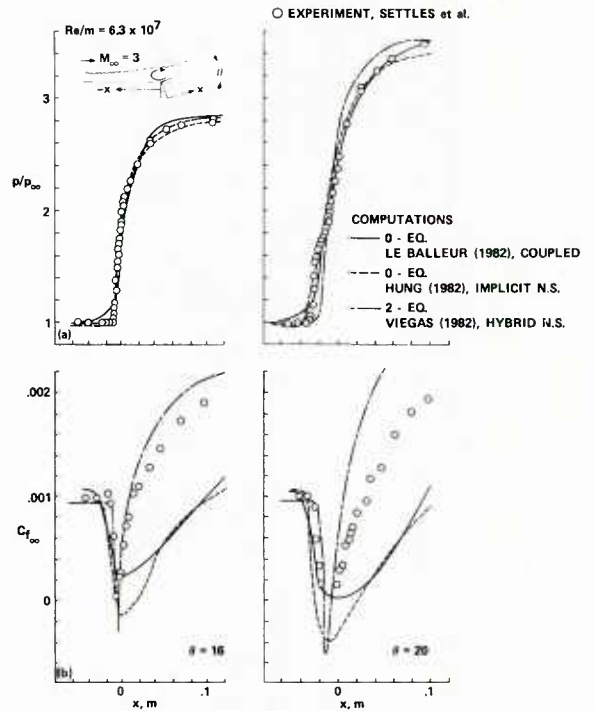 ○ EXPERIMENT, SETTLES et al.
Re/m = 6.3 x 10⁷
M∞ = 3
θ
-x
x
3
p/p∞
2
1
(a)
COMPUTATIONS
0 - EQ.
LE BALLEUR (1982), COUPLED
0 - EQ.
HUNG (1982), IMPLICIT N.S.
2 - EQ.
VIEGAS (1982), HYBRID N.S.
.002
.001
Cf∞
0
(b)
θ = 16
θ = 20
0 .1
x, m
0 .1
x, m